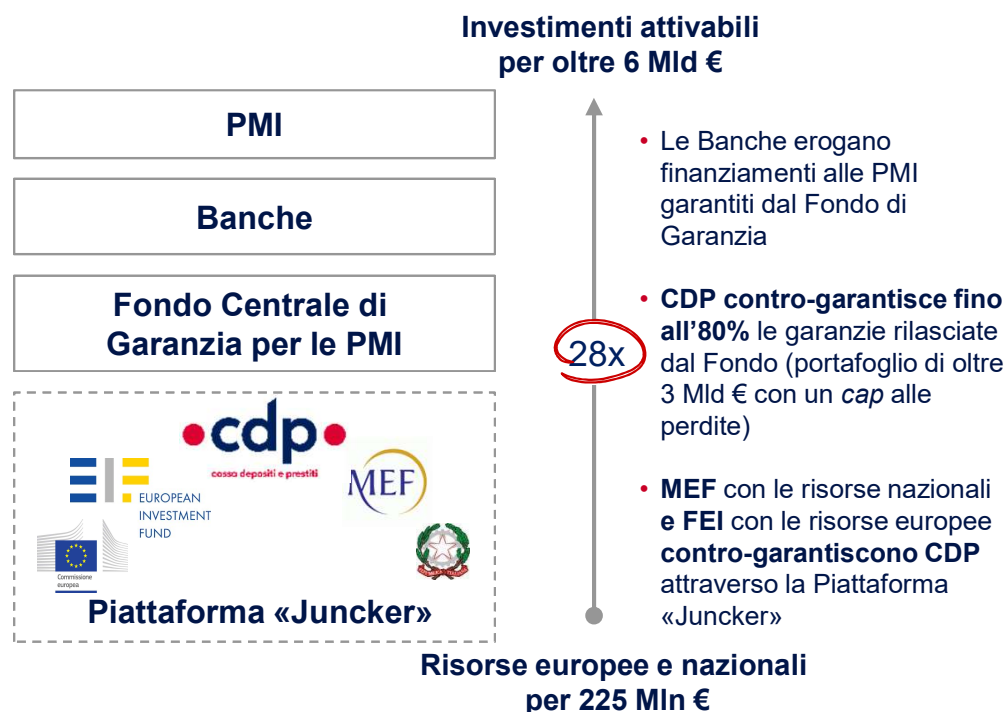 Investimenti attivabili
per oltre 6 Mld €
PMI
Banche
Fondo Centrale di
Garanzia per le PMI
cdp
cassa depositi e prestiti
MEF
EUROPEAN
INVESTMENT
FUND
Commissione
europea
Piattaforma «Juncker»
28x
• Le Banche erogano
finanziamenti alle PMI
garantiti dal Fondo di
Garanzia
• CDP contro-garantisce fino
all’80% le garanzie rilasciate
dal Fondo (portafoglio di oltre
3 Mld € con un cap alle
perdite)
• MEF con le risorse nazionali
e FEI con le risorse europee
contro-garantiscono CDP
attraverso la Piattaforma
«Juncker»
Risorse europee e nazionali
per 225 Mln €